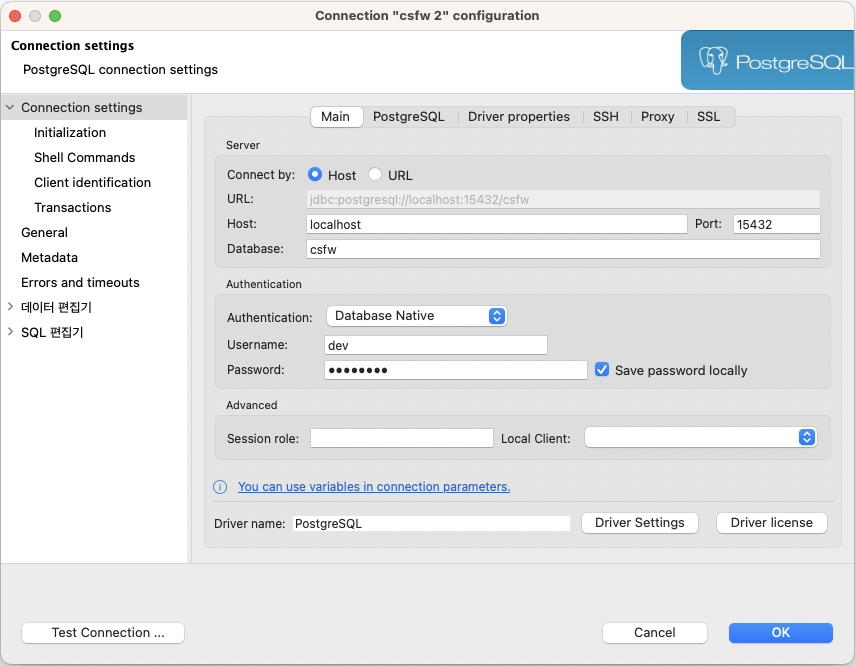 Connection "csfw 2" configuration
Connection settings
PostgreSQL connection settings
PostgreSQL
Connection settings
Initialization
Shell Commands
Client identification
Transactions
General
Metadata
Errors and timeouts
데이터 편집기
SQL 편집기
Main PostgreSQL Driver properties SSH Proxy SSL
Server
Connect by: Host URL
URL: jdbc:postgresql://localhost:15432/csfw
Host: localhost Port: 15432
Database: csfw
Authentication
Authentication: Database Native
Username: dev
Password: ••••••••  Save password locally
Advanced
Session role: Local Client:
You can use variables in connection parameters.
Driver name: PostgreSQL Driver Settings Driver license
Test Connection ... Cancel OK